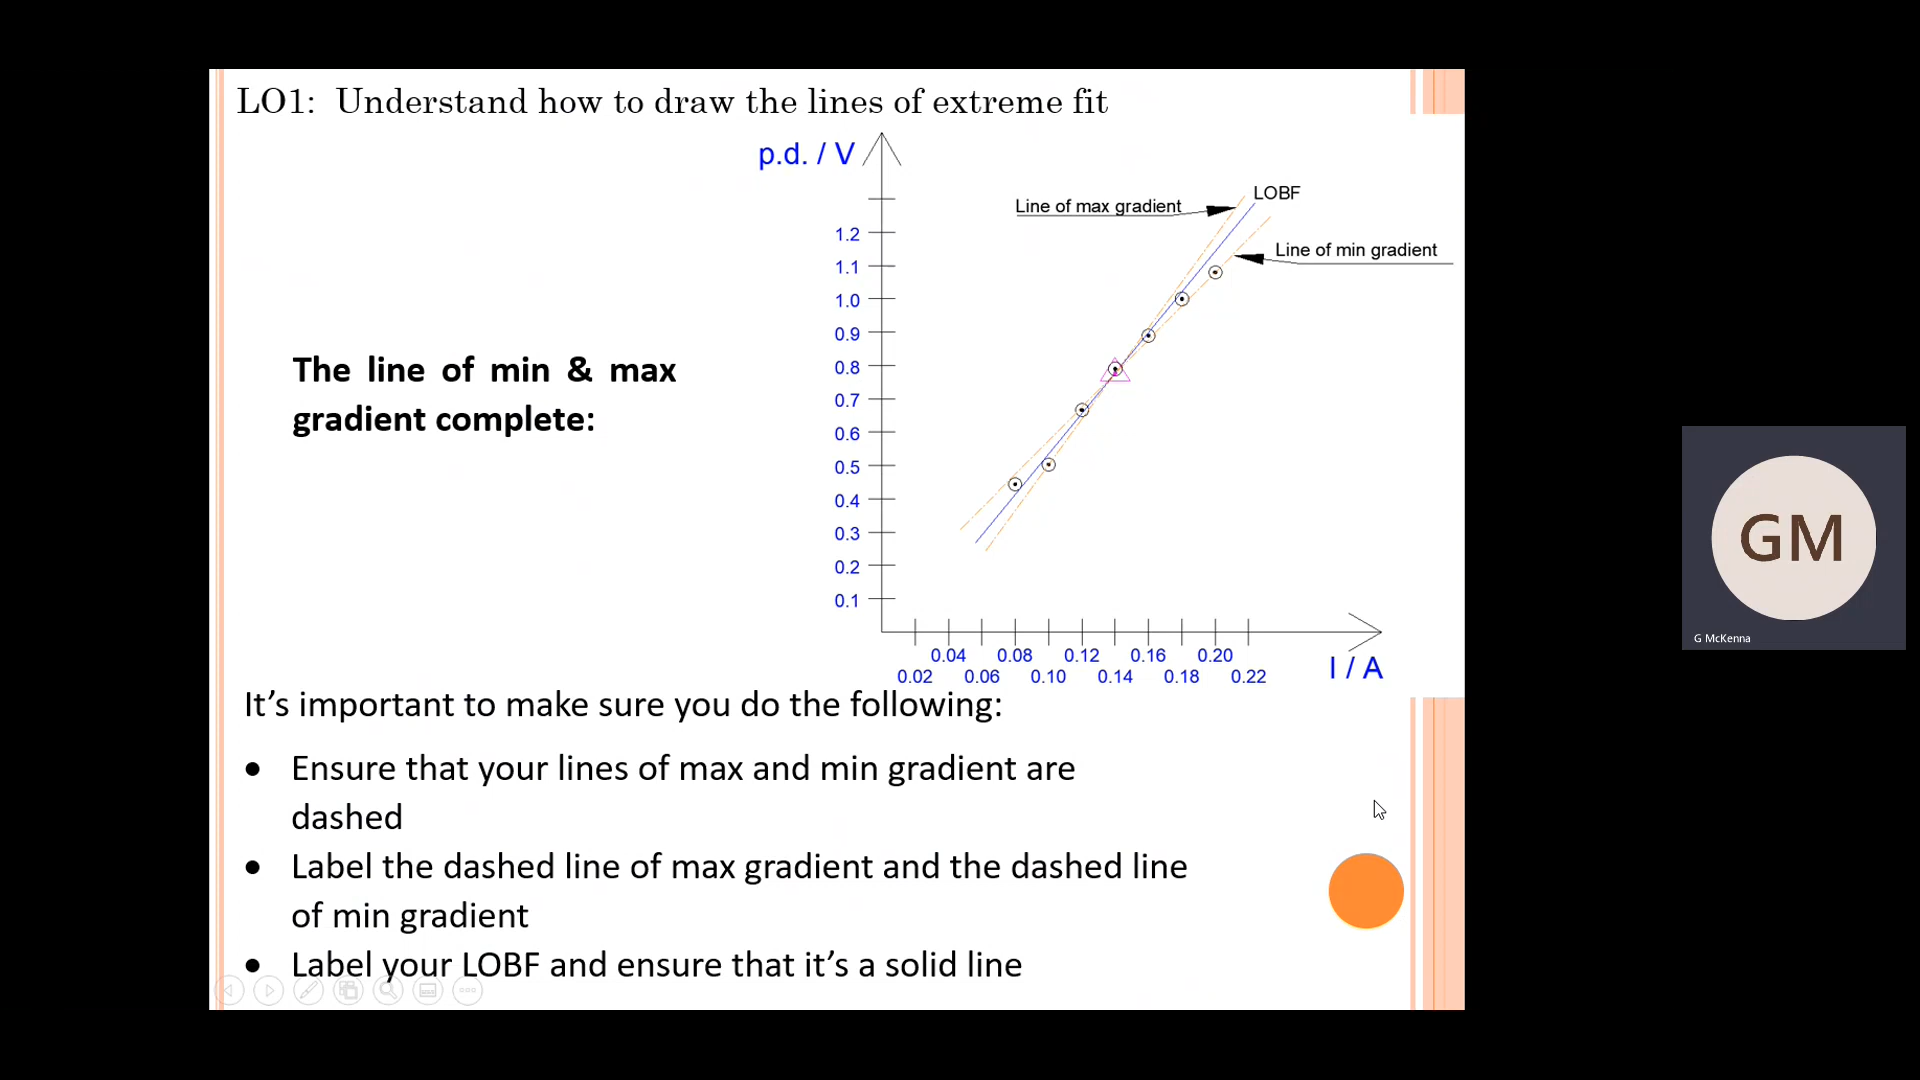 LO1: Understand how to draw the lines of extreme fit
p.d. / V
LOBF
Line of max gradient
Line of min gradient
1.2
1.1
1.0
0.9
0.8
0.7
0.6
0.5
0.4
0.3
0.2
0.1
The line of min & max
gradient complete:
0.04 0.08 0.12 0.16 0.20
0.02 0.06 0.10 0.14 0.18 0.22
I / A
It’s important to make sure you do the following:
• Ensure that your lines of max and min gradient are
dashed
• Label the dashed line of max gradient and the dashed line
of min gradient
• Label your LOBF and ensure that it’s a solid line
GM
G McKenna